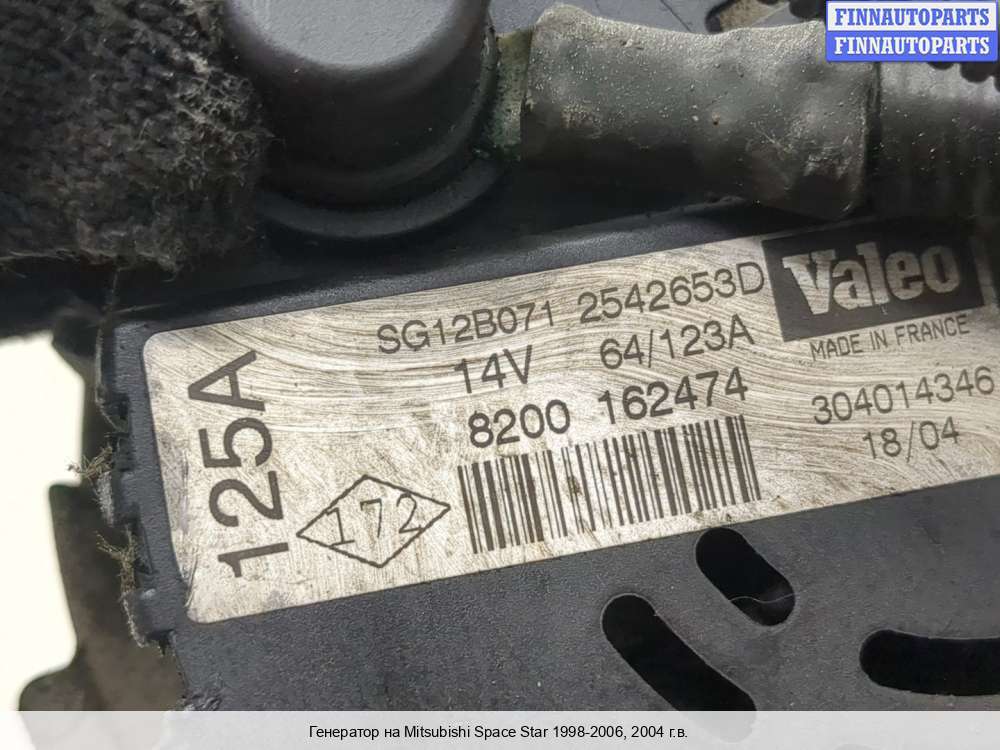 FINNAUTOPARTS
FINNAUTOPARTS
Valeo
MADE IN FRANCE
SG12B071 2542653D
14V 64/123A
8200 162474
304014346
18/04
125A
172
Генератор на Mitsubishi Space Star 1998-2006, 2004 г.в.